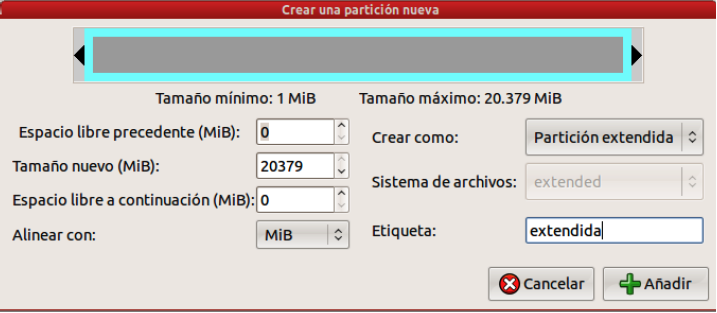 Crear una partición nueva
Tamaño mínimo: 1 MiB Tamaño máximo: 20.379 MiB
Espacio libre precedente (MiB): 0
Tamaño nuevo (MiB): 20379
Espacio libre a continuación (MiB): 0
Alinear con: MiB
Crear como: Partición extendida
Sistema de archivos: extended
Etiqueta: extendida
Cancelar Añadir